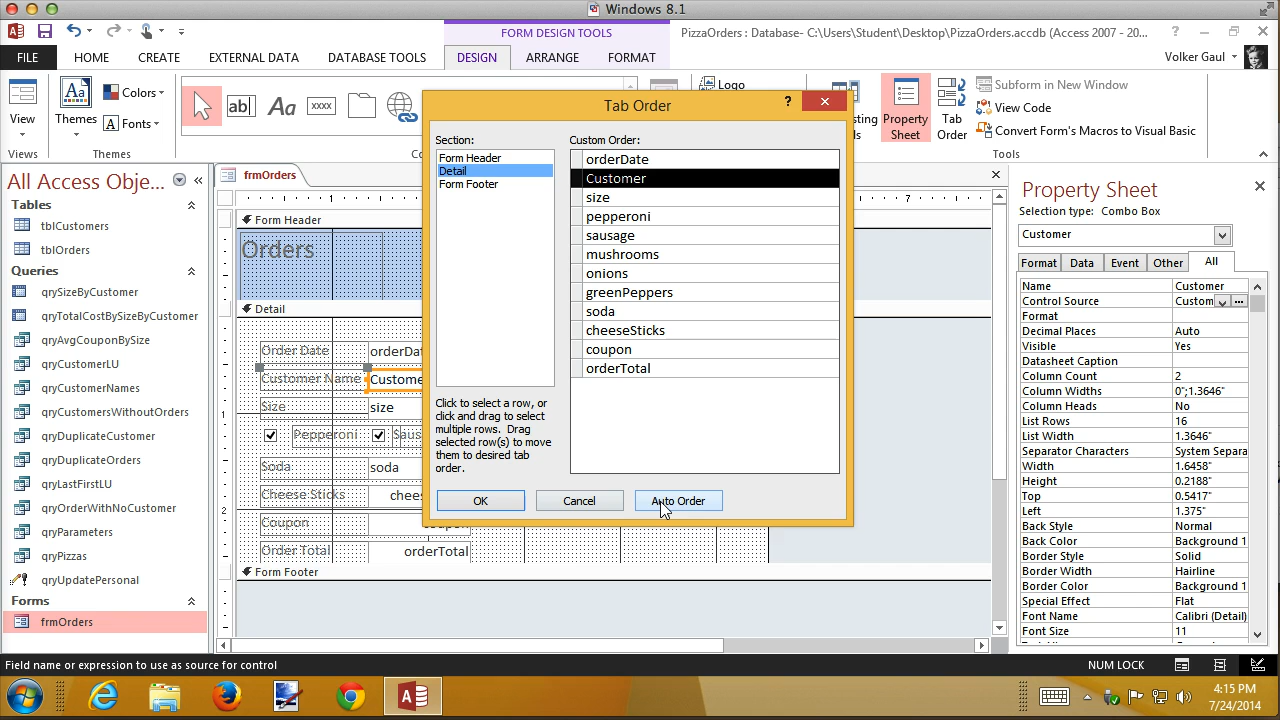 Windows 8.1
FORM DESIGN TOOLS
PizzaOrders : Database- C:\Users\Student\Desktop\PizzaOrders.accdb (Access 2007 - 20...
FILE
HOME
CREATE
EXTERNAL DATA
DATABASE TOOLS
DESIGN
ARRANGE
FORMAT
Volker Gaul
View
Views
Themes
Colors
Fonts
Themes
ab|
Aa
xxxx
Logo
Property
Sheet
Tab
Order
Subform in New Window
View Code
Convert Form's Macros to Visual Basic
Tools
All Access Obje...
Tables
tblCustomers
tblOrders
Queries
qrySizeByCustomer
qryTotalCostBySizeByCustomer
qryAvgCouponBySize
qryCustomerLU
qryCustomerNames
qryCustomersWithoutOrders
qryDuplicateCustomer
qryDuplicateOrders
qryLastFirstLU
qryOrderWithNoCustomer
qryParameters
qryPizzas
qryUpdatePersonal
Forms
frmOrders
frmOrders
Form Header
Orders
Detail
Order Date
orderDa
Customer Name
Custome
Size
size
Pepperoni
Saus
Soda
soda
Cheese Sticks
chees
Coupon
coupon
Order Total
orderTotal
Form Footer
Tab Order
Section:
Form Header
Detail
Form Footer
Custom Order:
orderDate
Customer
size
pepperoni
sausage
mushrooms
onions
greenPeppers
soda
cheeseSticks
coupon
orderTotal
Click to select a row, or
click and drag to select
multiple rows. Drag
selected row(s) to move
them to desired tab
order.
OK
Cancel
Auto Order
Property Sheet
Selection type: Combo Box
Customer
Format
Data
Event
Other
All
Name Customer
Control Source Custom
Format
Decimal Places Auto
Visible Yes
Datasheet Caption
Column Count 2
Column Widths 0";1.3646"
Column Heads No
List Rows 16
List Width 1.3646"
Separator Characters System Separa
Width 1.6458"
Height 0.2188"
Top 0.5417"
Left 1.375"
Back Style Normal
Back Color Background 1
Border Style Solid
Border Width Hairline
Border Color Background 1
Special Effect Flat
Font Name Calibri (Detail)
Font Size 11
Field name or expression to use as source for control
NUM LOCK
4:15 PM
7/24/2014